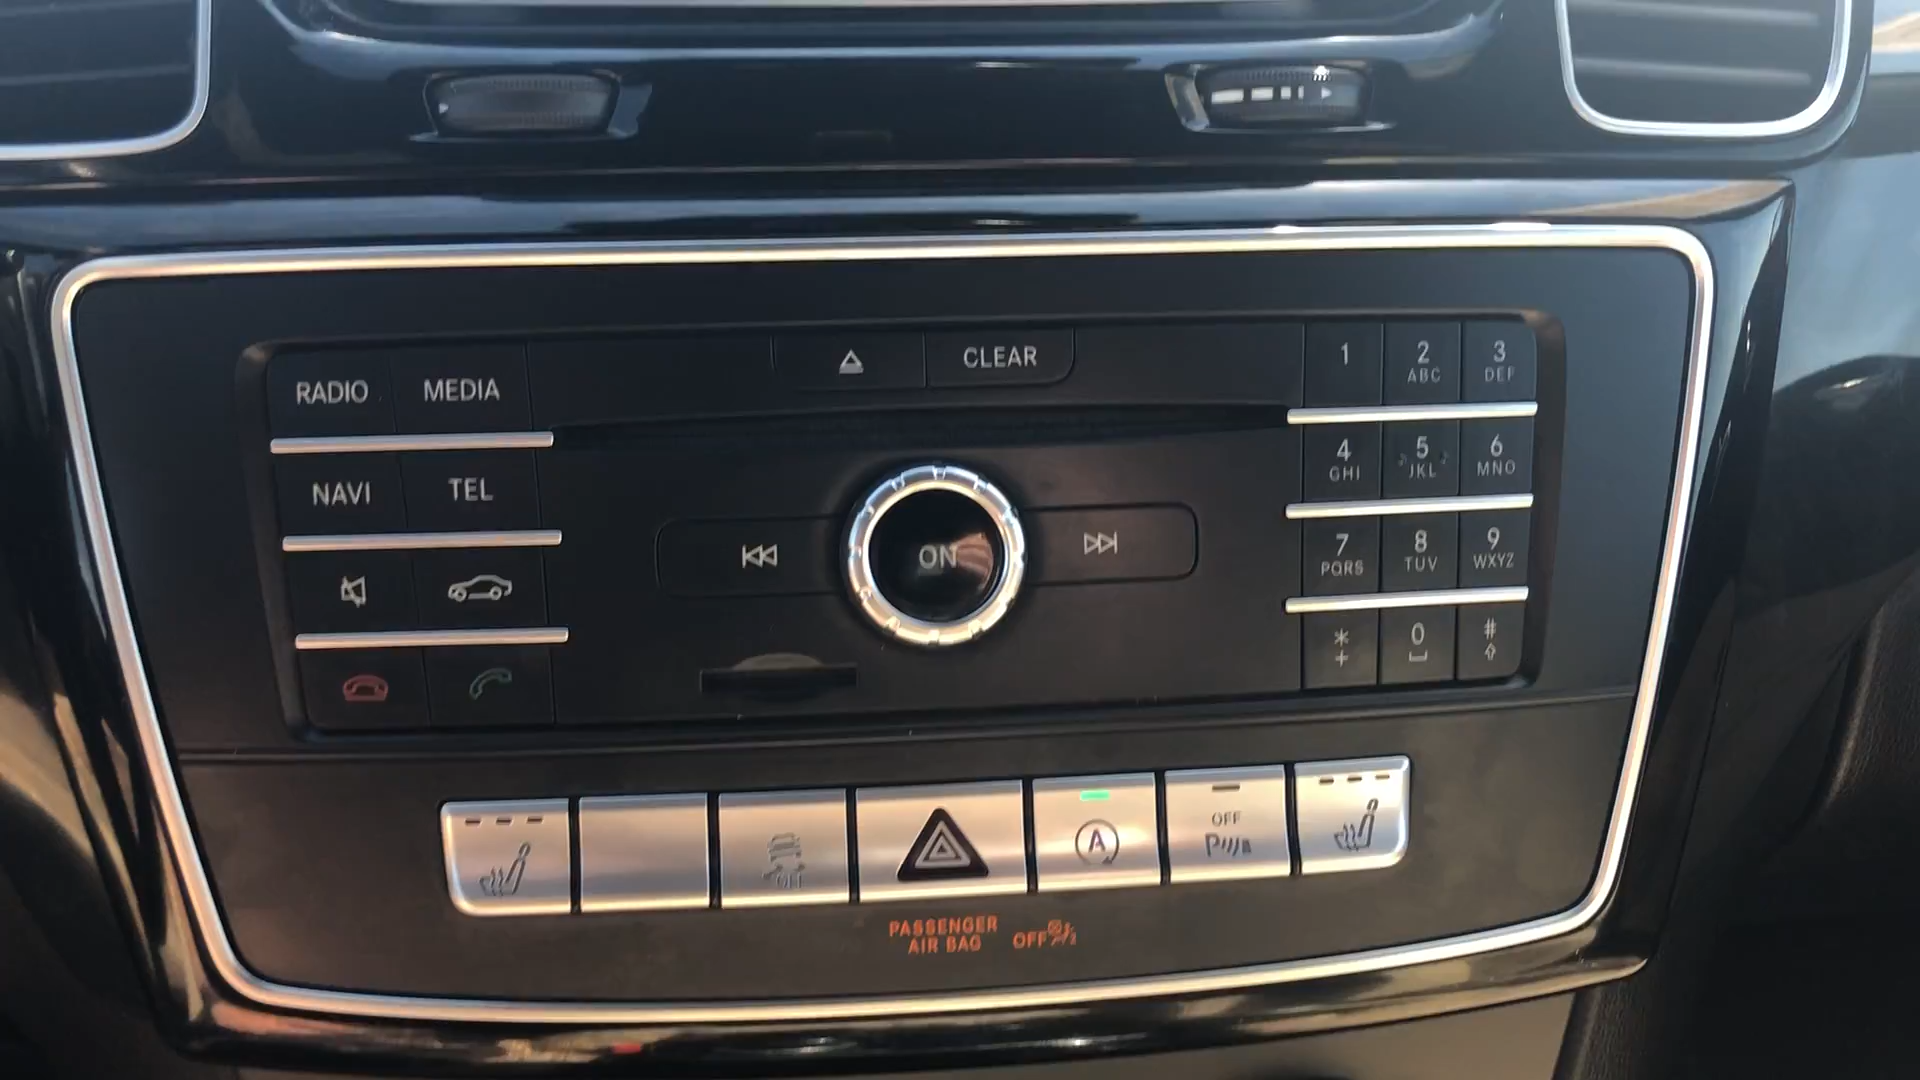 RADIO MEDIA
CLEAR
1 2 3
ABC DEF
NAVI TEL
4 5 6
GHI JKL MNO
ON
7 8 9
PQRS TUV WXYZ
* 0 #
+
OFF
A
P
OFF
PASSENGER
AIR BAG OFF